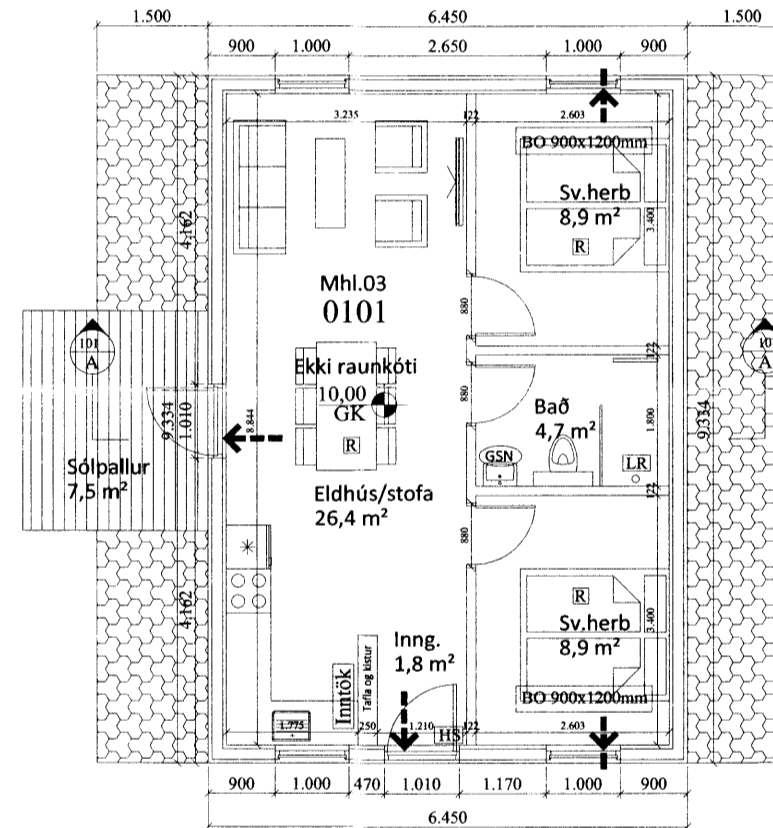 1.500 6.450 1.500
900 1.000 2.650 1.000 900
3.235 122 2.603
BO 900x1200mm
Sv.herb
8,9 m²
R
3.400
4.162
Mhl.03
0101
880
122
101
A
101
A
Ekki raunkóti
10,00
GK
R
880
Bað
4,7 m²
1.800
9.334
1.010
8.844
9.334
GSN
LR
Sólpallur
7,5 m²
Eldhús/stofa
26,4 m²
122
880
4.162
R
Sv.herb
8,9 m²
3.400
Inng.
1,8 m²
Inntök
Tafla og kistur
BO 900x1200mm
1.775 250 1.210 122 2.603
HS
900 1.000 470 1.010 1.170 1.000 900
6.450